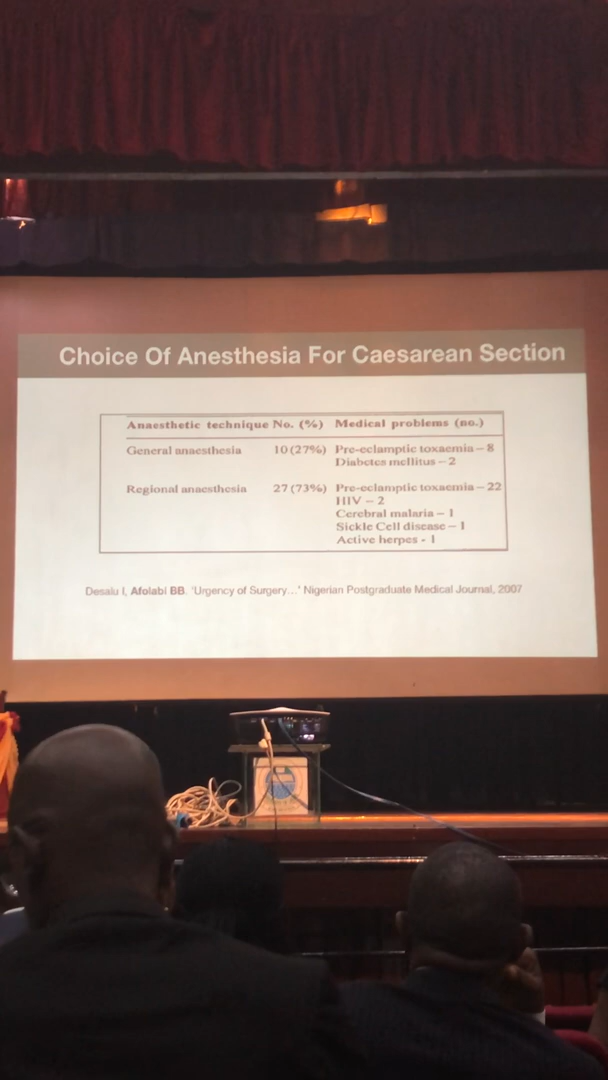 Choice Of Anesthesia For Caesarean Section
Anaesthetic technique No. (%) Medical problems (no.)
General anaesthesia 10 (27%) Pre-eclamptic toxaemia – 8
Diabetes mellitus – 2
Regional anaesthesia 27 (73%) Pre-eclamptic toxaemia – 22
HIV – 2
Cerebral malaria – 1
Sickle Cell disease – 1
Active herpes - 1
Desalu I, Afolabi BB. 'Urgency of Surgery...' Nigerian Postgraduate Medical Journal, 2007